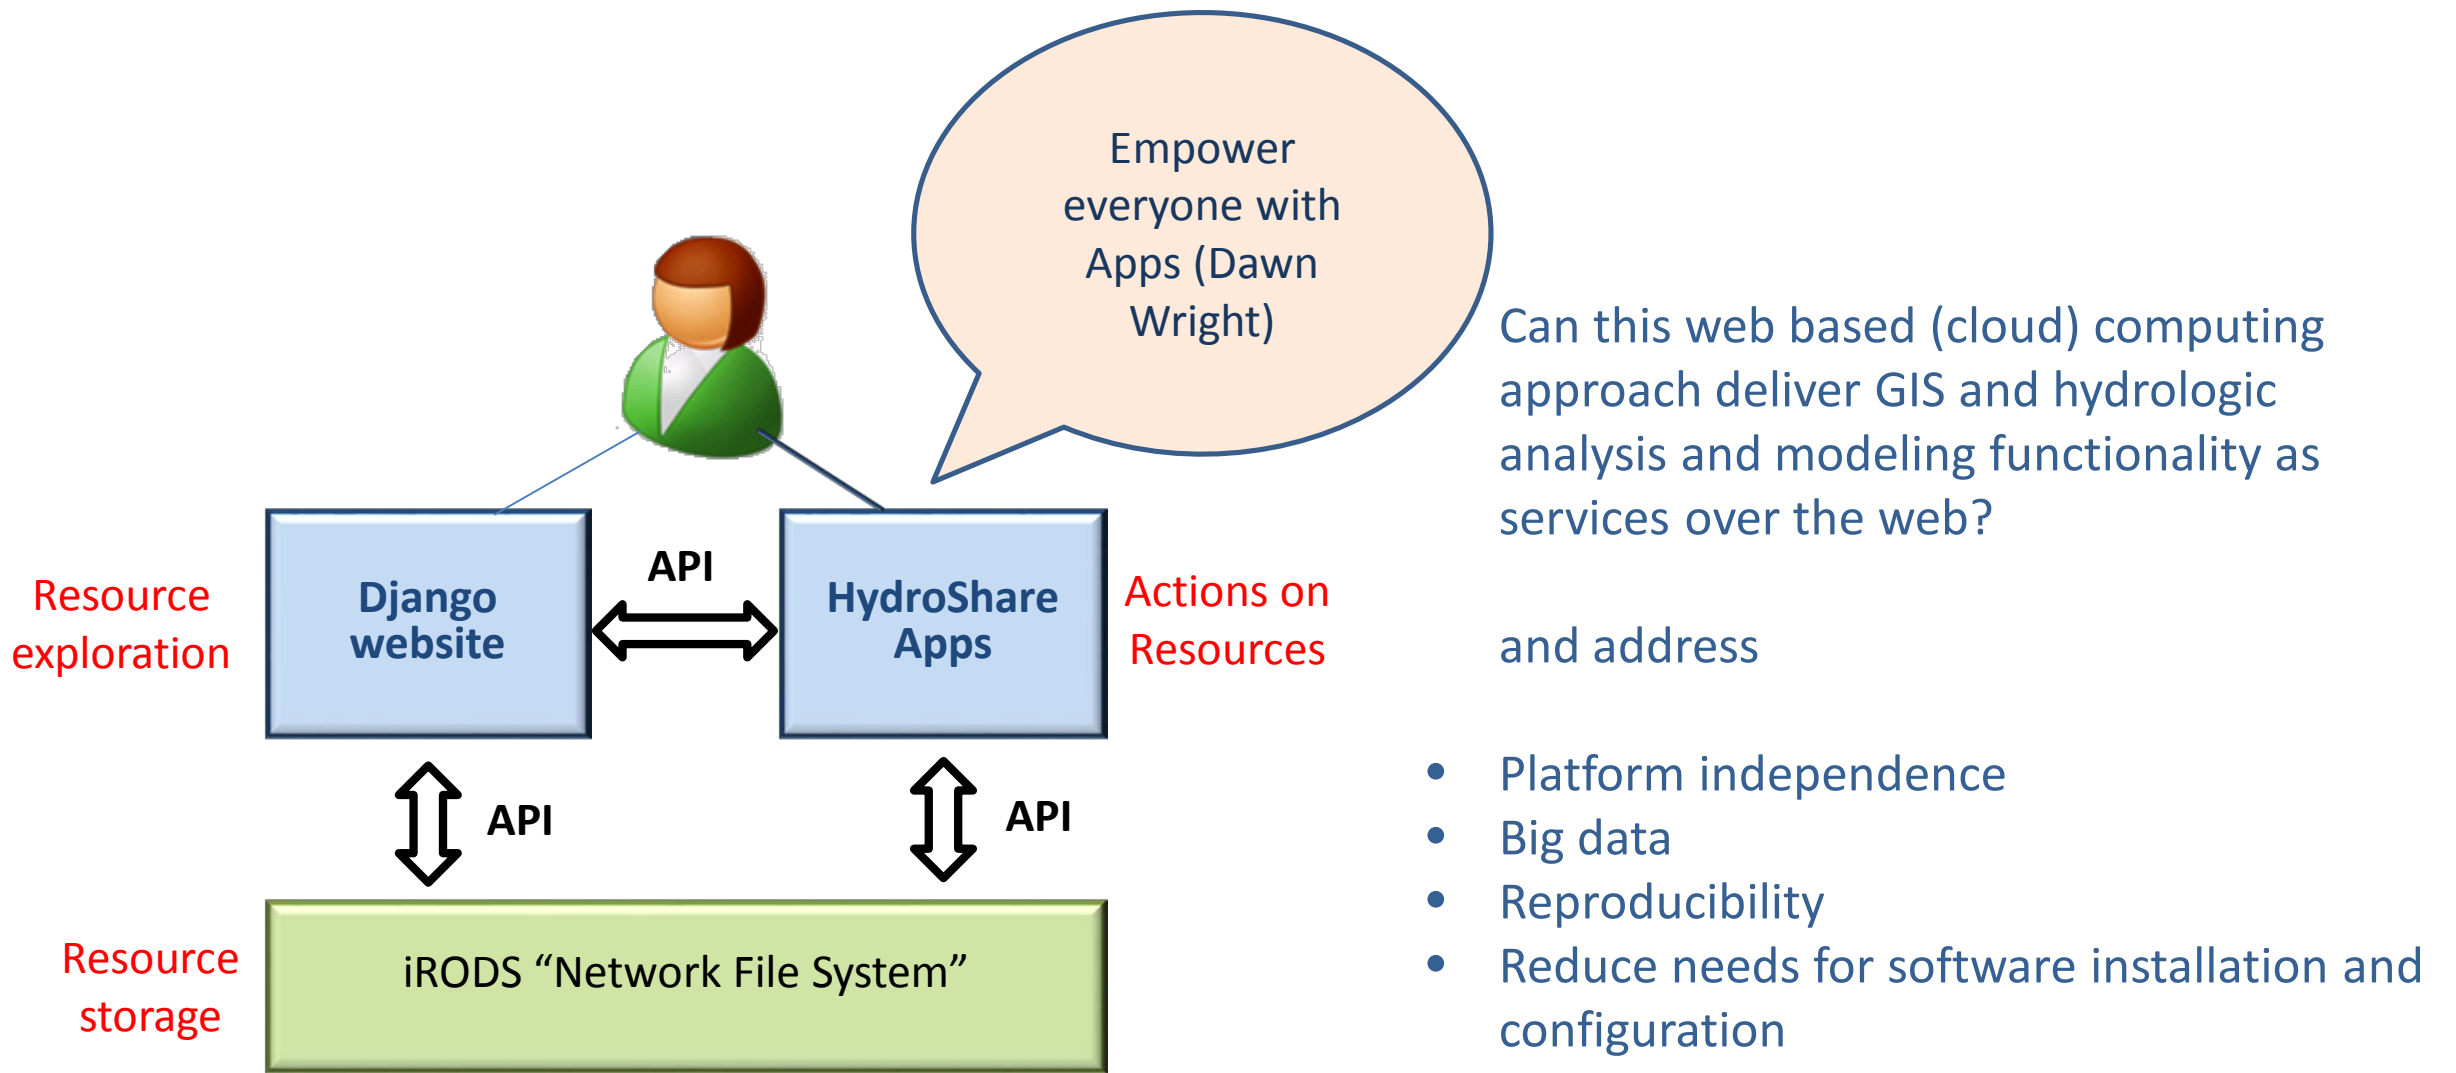 Empower
everyone with
Apps (Dawn
Wright)
API
Django
website
HydroShare
Apps
Resource
exploration
Actions on
Resources
API
API
Resource
storage
iRODS “Network File System”
Can this web based (cloud) computing
approach deliver GIS and hydrologic
analysis and modeling functionality as
services over the web?
and address
• Platform independence
• Big data
• Reproducibility
• Reduce needs for software installation and
configuration